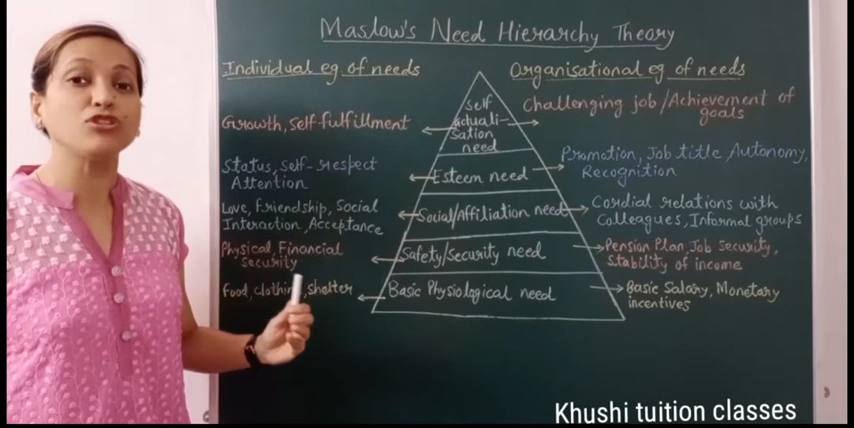 Maslow's Need Hierarchy Theory
Individual eg of needs
Organisational eg of needs
Self
actuali-
sation
need
Growth, self-fulfillment
Challenging job/Achievement of
goals
Esteem need
Status, self-respect
Attention
Promotion, Job title, Autonomy,
Recognition
Social/Affiliation need
Love, Friendship, Social
Interaction, Acceptance
Cordial relations with
Colleagues, Informal groups
Safety/Security need
Physical, Financial
Security
Pension Plan, Job security,
Stability of income
Basic Physiological need
Food, clothing, shelter
Basic Salary, Monetary
incentives
Khushi tuition classes